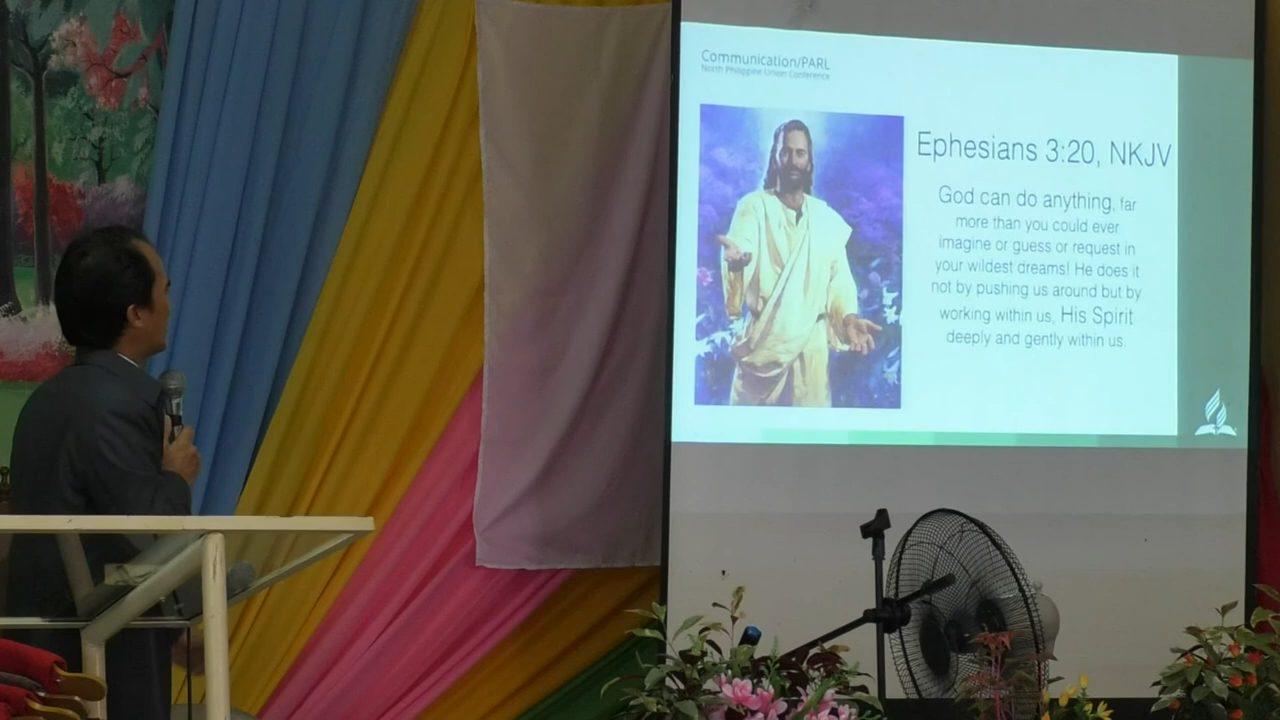 Communication/PARL
North Philippine Union Conference
Ephesians 3:20, NKJV
God can do anything, far
more than you could ever
imagine or guess or request in
your wildest dreams! He does it
not by pushing us around but by
working within us, His Spirit
deeply and gently within us.